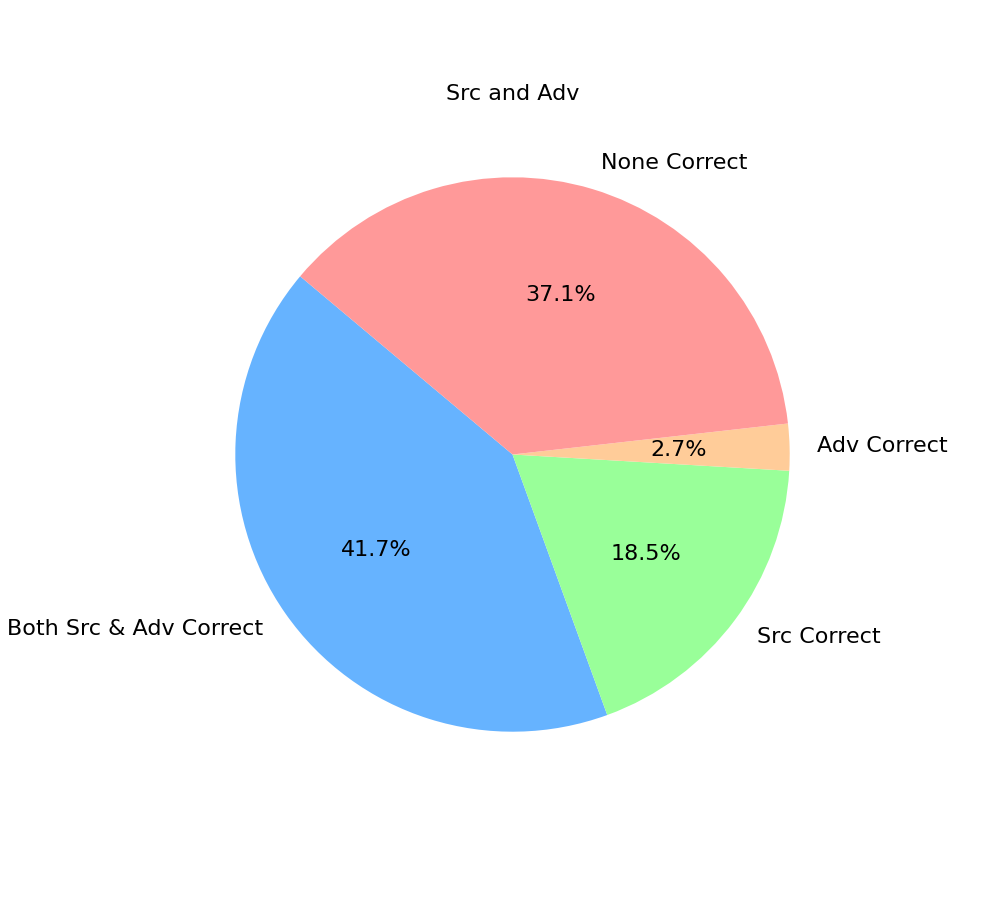 Src and Adv
None Correct
37.1%
Adv Correct
2.7%
41.7%
18.5%
Both Src & Adv Correct
Src Correct